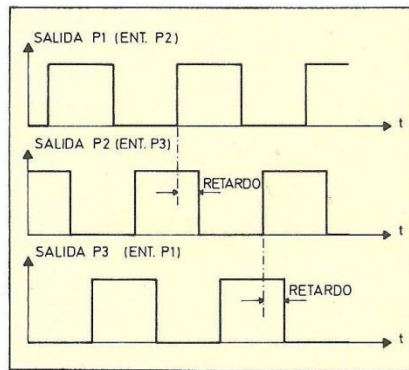 SALIDA P1 (ENT. P2)
t
SALIDA P2 (ENT. P3)
RETARDO
t
SALIDA P3 (ENT. P1)
RETARDO
t